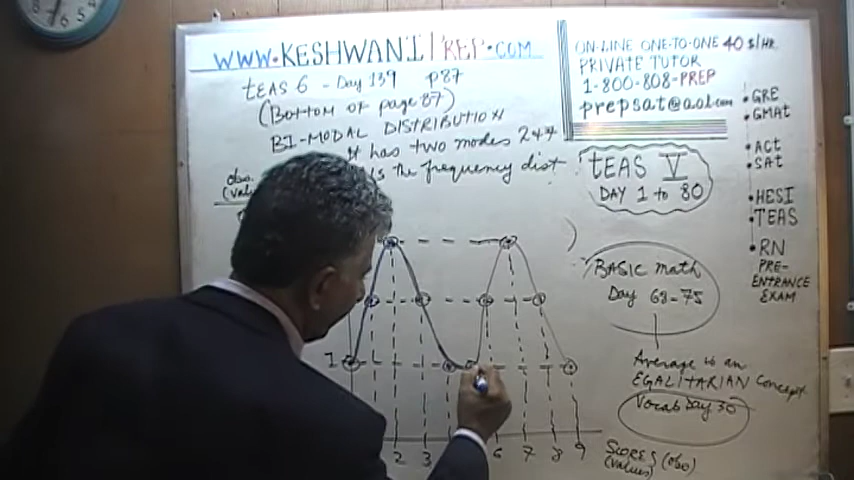 WWW.KESHWANI PREP.COM
TEAS 6 - DAY 139 P87
(BOTTOM OF page 87)
BI-MODAL DISTRIBUTION
It has two modes 2 & 7
is the frequency dist
obs.
(Valu
1
2 3 6 7 8 9
SCORES (obs)
(values)
ON-LINE ONE-TO-ONE 40 $/HR.
PRIVATE TUTOR
1-800-808-PREP
prepsat@aol.com
TEAS V
DAY 1 to 80
BASIC math
Day 68-75
Average is an
EGALITARIAN Concept
Vocab Day 30
• GRE
• GMAT
• ACT
• SAT
• HESI
• TEAS
• RN
PRE-
ENTRANCE
EXAM